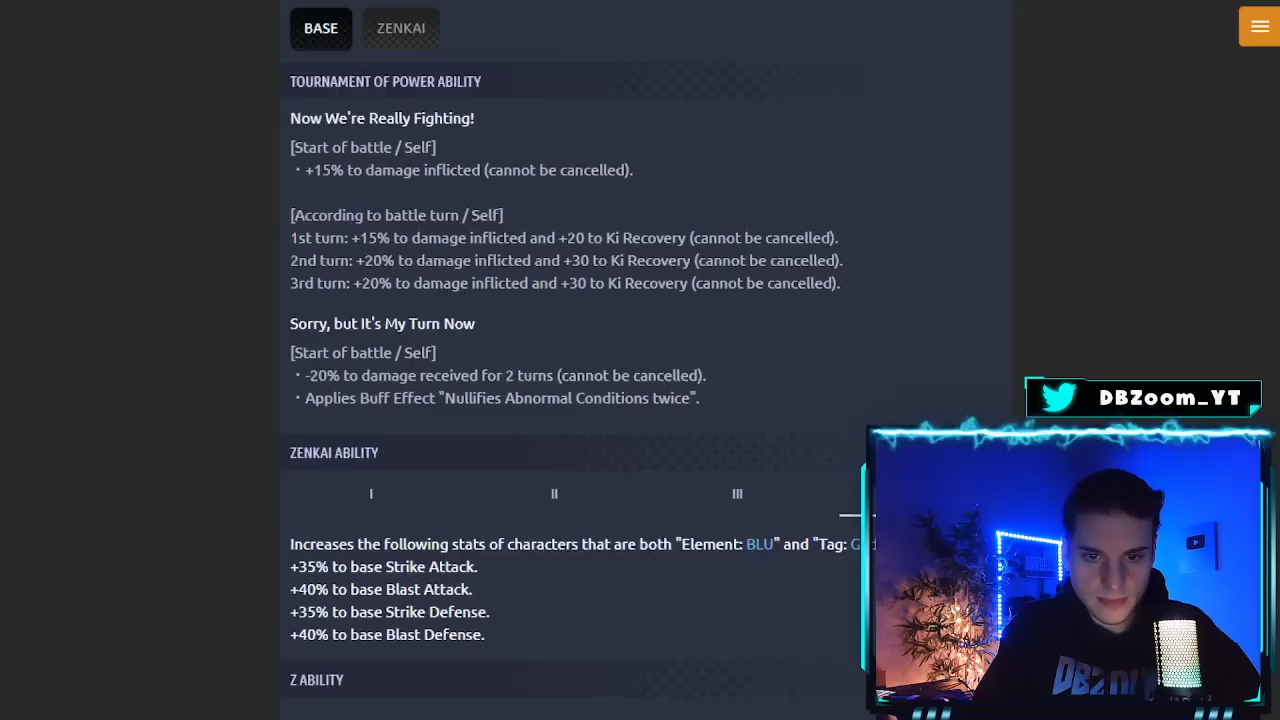 BASE ZENKAI
TOURNAMENT OF POWER ABILITY
Now We're Really Fighting!
[Start of battle / Self]
・+15% to damage inflicted (cannot be cancelled).
[According to battle turn / Self]
1st turn: +15% to damage inflicted and +20 to Ki Recovery (cannot be cancelled).
2nd turn: +20% to damage inflicted and +30 to Ki Recovery (cannot be cancelled).
3rd turn: +20% to damage inflicted and +30 to Ki Recovery (cannot be cancelled).
Sorry, but It's My Turn Now
[Start of battle / Self]
・-20% to damage received for 2 turns (cannot be cancelled).
・Applies Buff Effect "Nullifies Abnormal Conditions twice".
DBZoom_YT
ZENKAI ABILITY
I II III
Increases the following stats of characters that are both "Element: BLU" and "Tag:
+35% to base Strike Attack.
+40% to base Blast Attack.
+35% to base Strike Defense.
+40% to base Blast Defense.
Z ABILITY